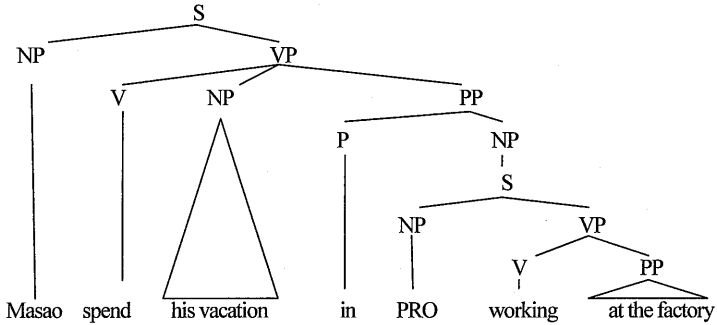 S
NP VP
V NP PP
P NP
S
NP VP
V PP
Masao spend his vacation in PRO working at the factory